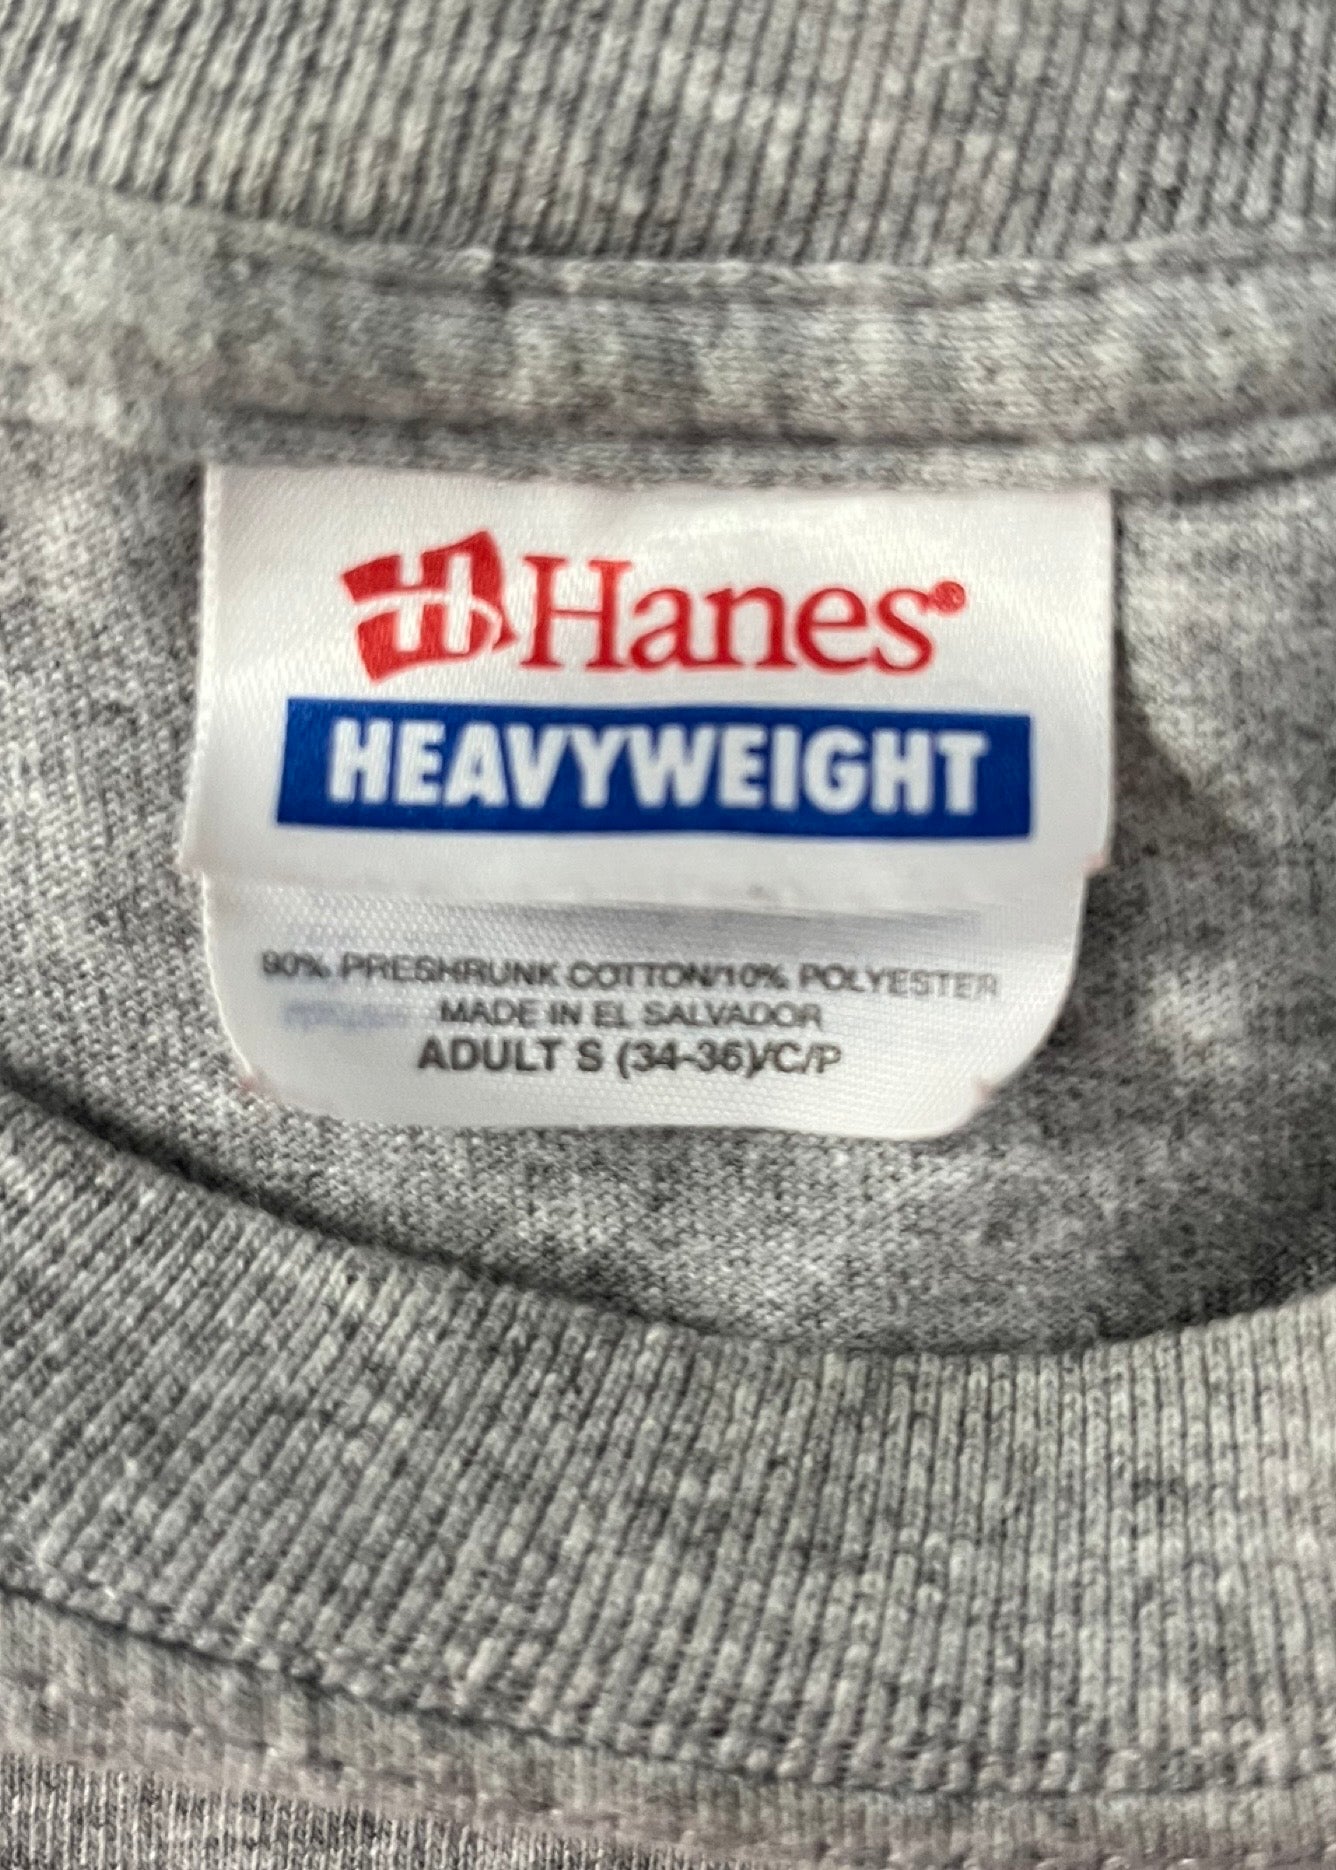 Hanes®
HEAVYWEIGHT
90% PRESHRUNK COTTON/10% POLYESTER
MADE IN EL SALVADOR
ADULT S (34-36)/C/P